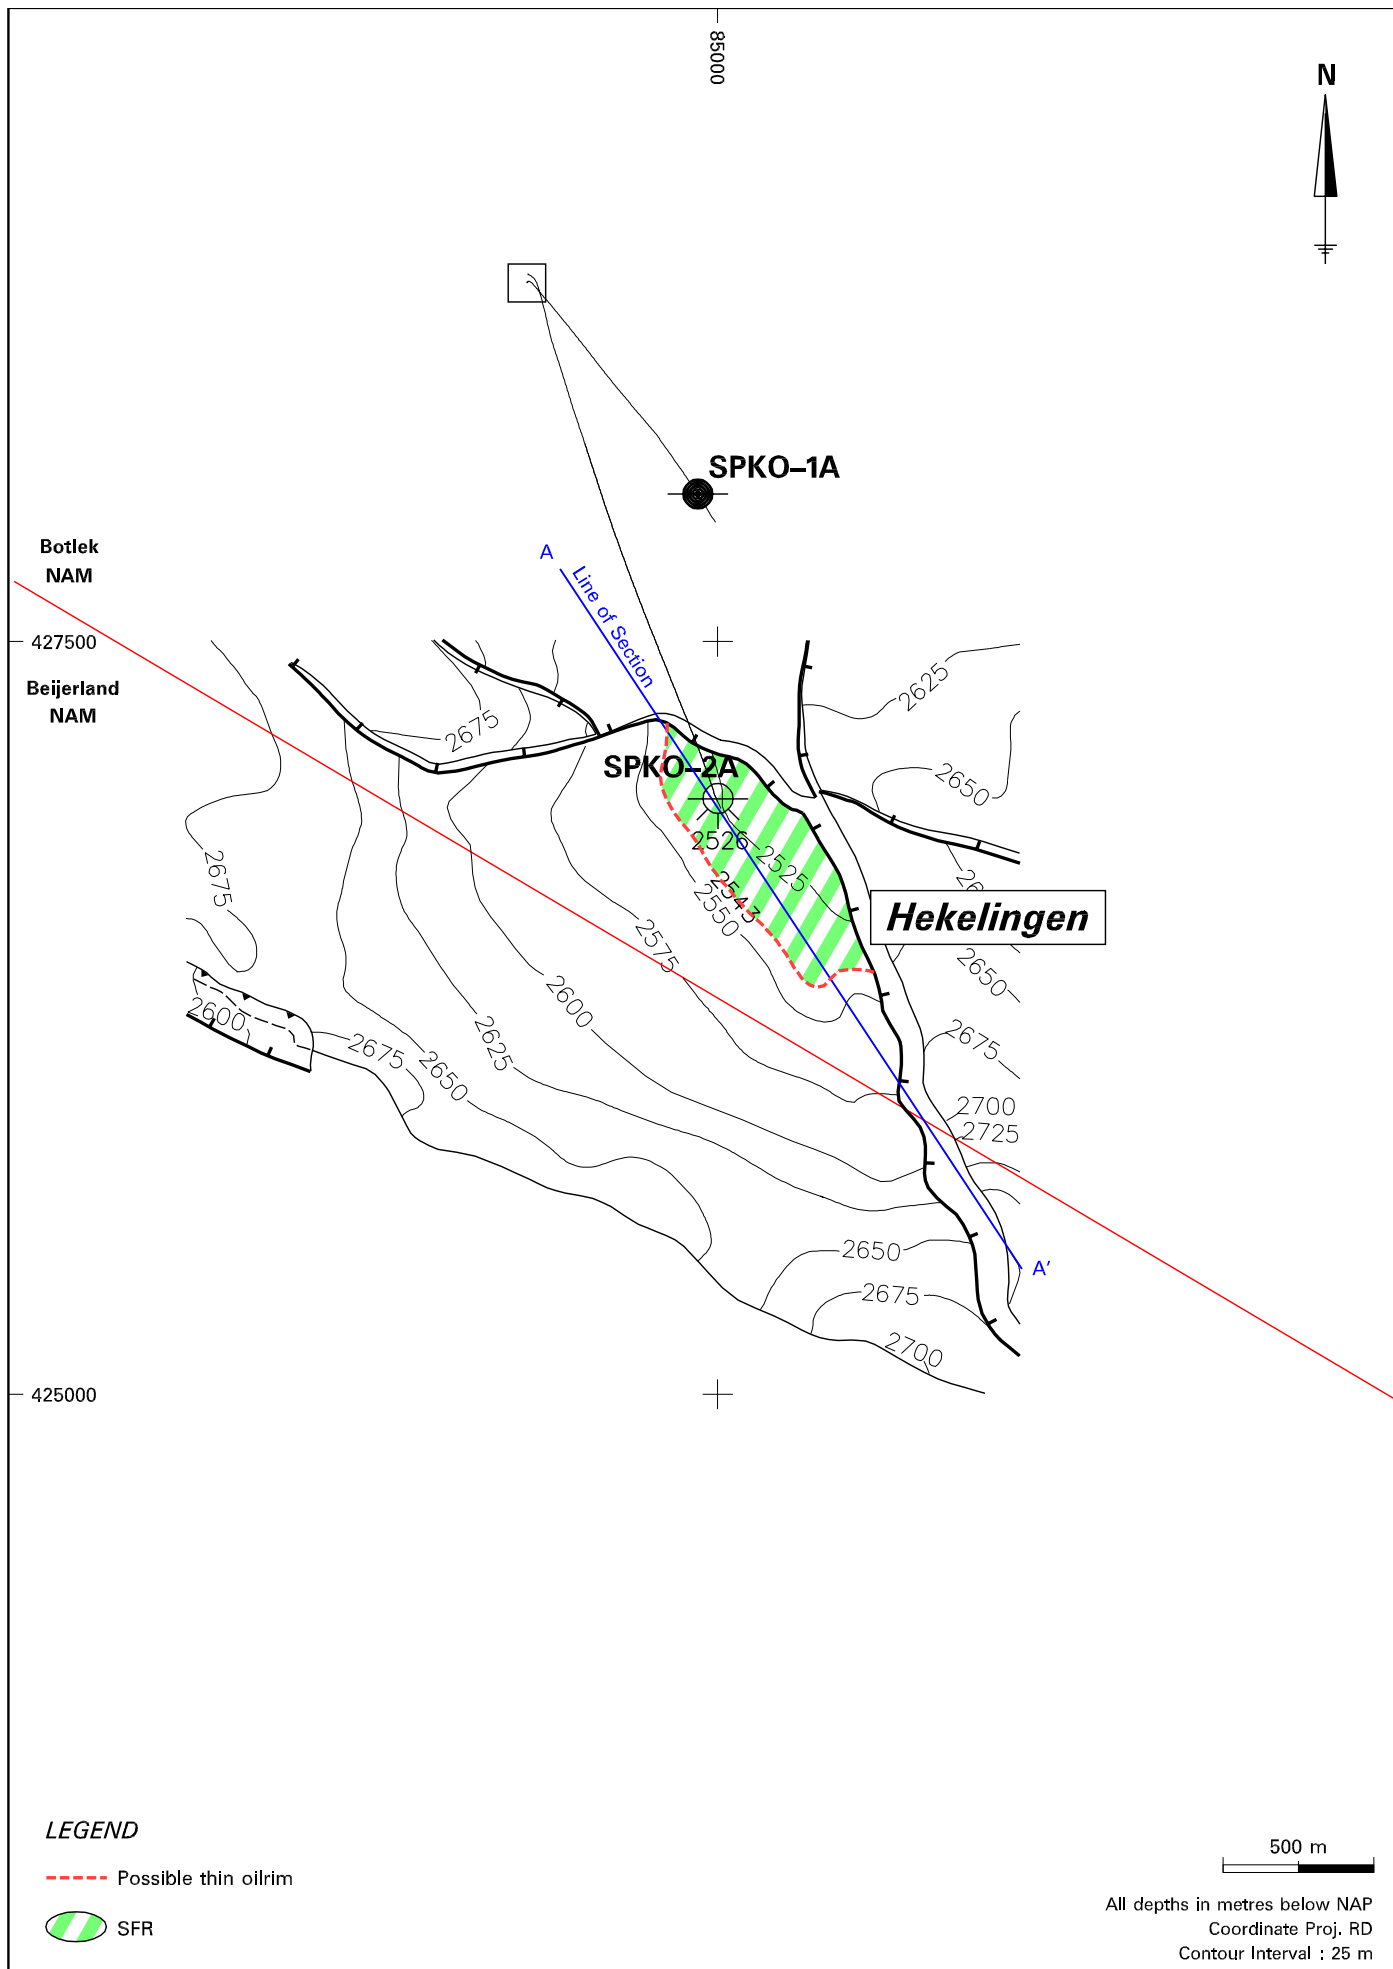 85000
N
SPKO–1A
Botlek
NAM
A
Line of Section
427500
Beijerland
NAM
2625
2675
2650
SPKO–2A
2526
2525
2675
2543
2550
Hekelingen
2575
2650
2600
2600
2625
2675
2675
2650
2700
2725
2650
A'
2675
2700
425000
LEGEND
Possible thin oilrim
SFR
500 m
All depths in metres below NAP
Coordinate Proj. RD
Contour Interval : 25 m